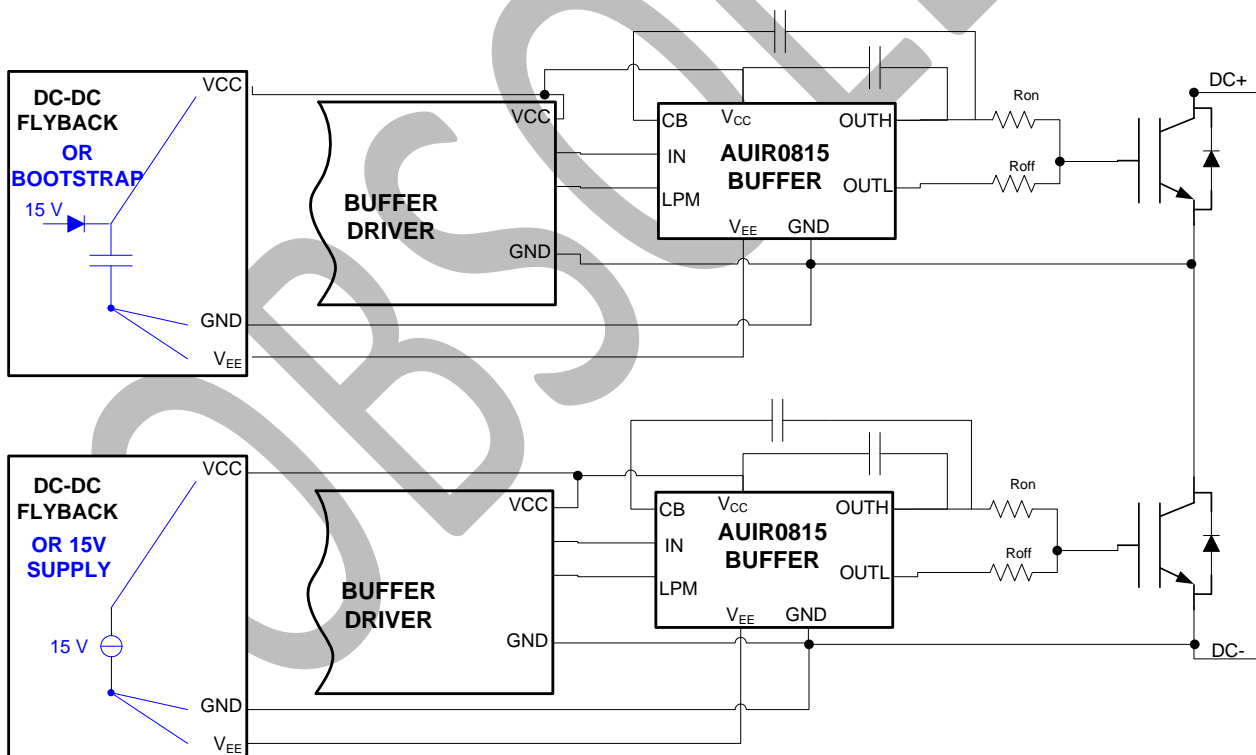 OBSOLETE
DC-DC
FLYBACK
OR
BOOTSTRAP
15 V
VCC
GND
VEE
BUFFER
DRIVER
VCC
GND
CB
VCC
OUTH
IN
AUIR0815
BUFFER
LPM
OUTL
VEE
GND
Ron
Roff
DC+
DC-DC
FLYBACK
OR 15V
SUPPLY
15 V
VCC
GND
VEE
BUFFER
DRIVER
VCC
GND
CB
VCC
OUTH
IN
AUIR0815
BUFFER
LPM
OUTL
VEE
GND
Ron
Roff
DC-